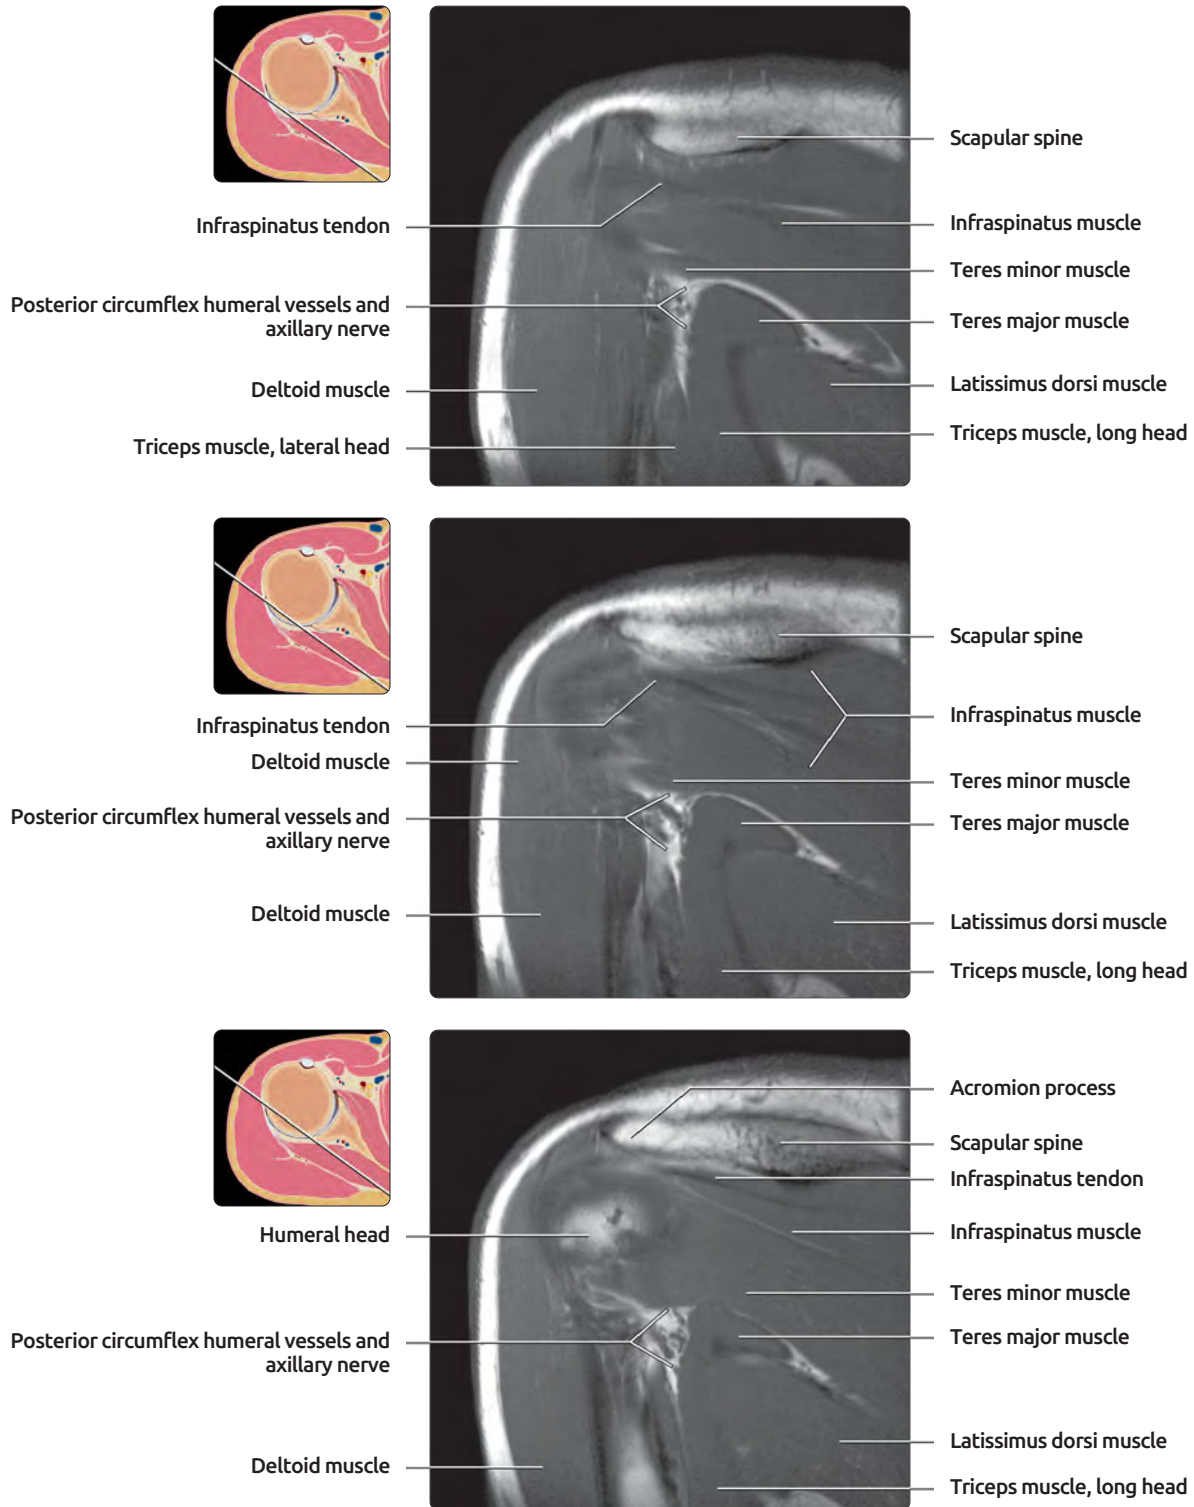 Scapular spine
Infraspinatus tendon
Infraspinatus muscle
Teres minor muscle
Posterior circumflex humeral vessels and
axillary nerve
Teres major muscle
Deltoid muscle
Latissimus dorsi muscle
Triceps muscle, lateral head
Triceps muscle, long head
Scapular spine
Infraspinatus tendon
Infraspinatus muscle
Deltoid muscle
Teres minor muscle
Posterior circumflex humeral vessels and
axillary nerve
Teres major muscle
Deltoid muscle
Latissimus dorsi muscle
Triceps muscle, long head
Acromion process
Scapular spine
Infraspinatus tendon
Humeral head
Infraspinatus muscle
Teres minor muscle
Posterior circumflex humeral vessels and
axillary nerve
Teres major muscle
Latissimus dorsi muscle
Deltoid muscle
Triceps muscle, long head